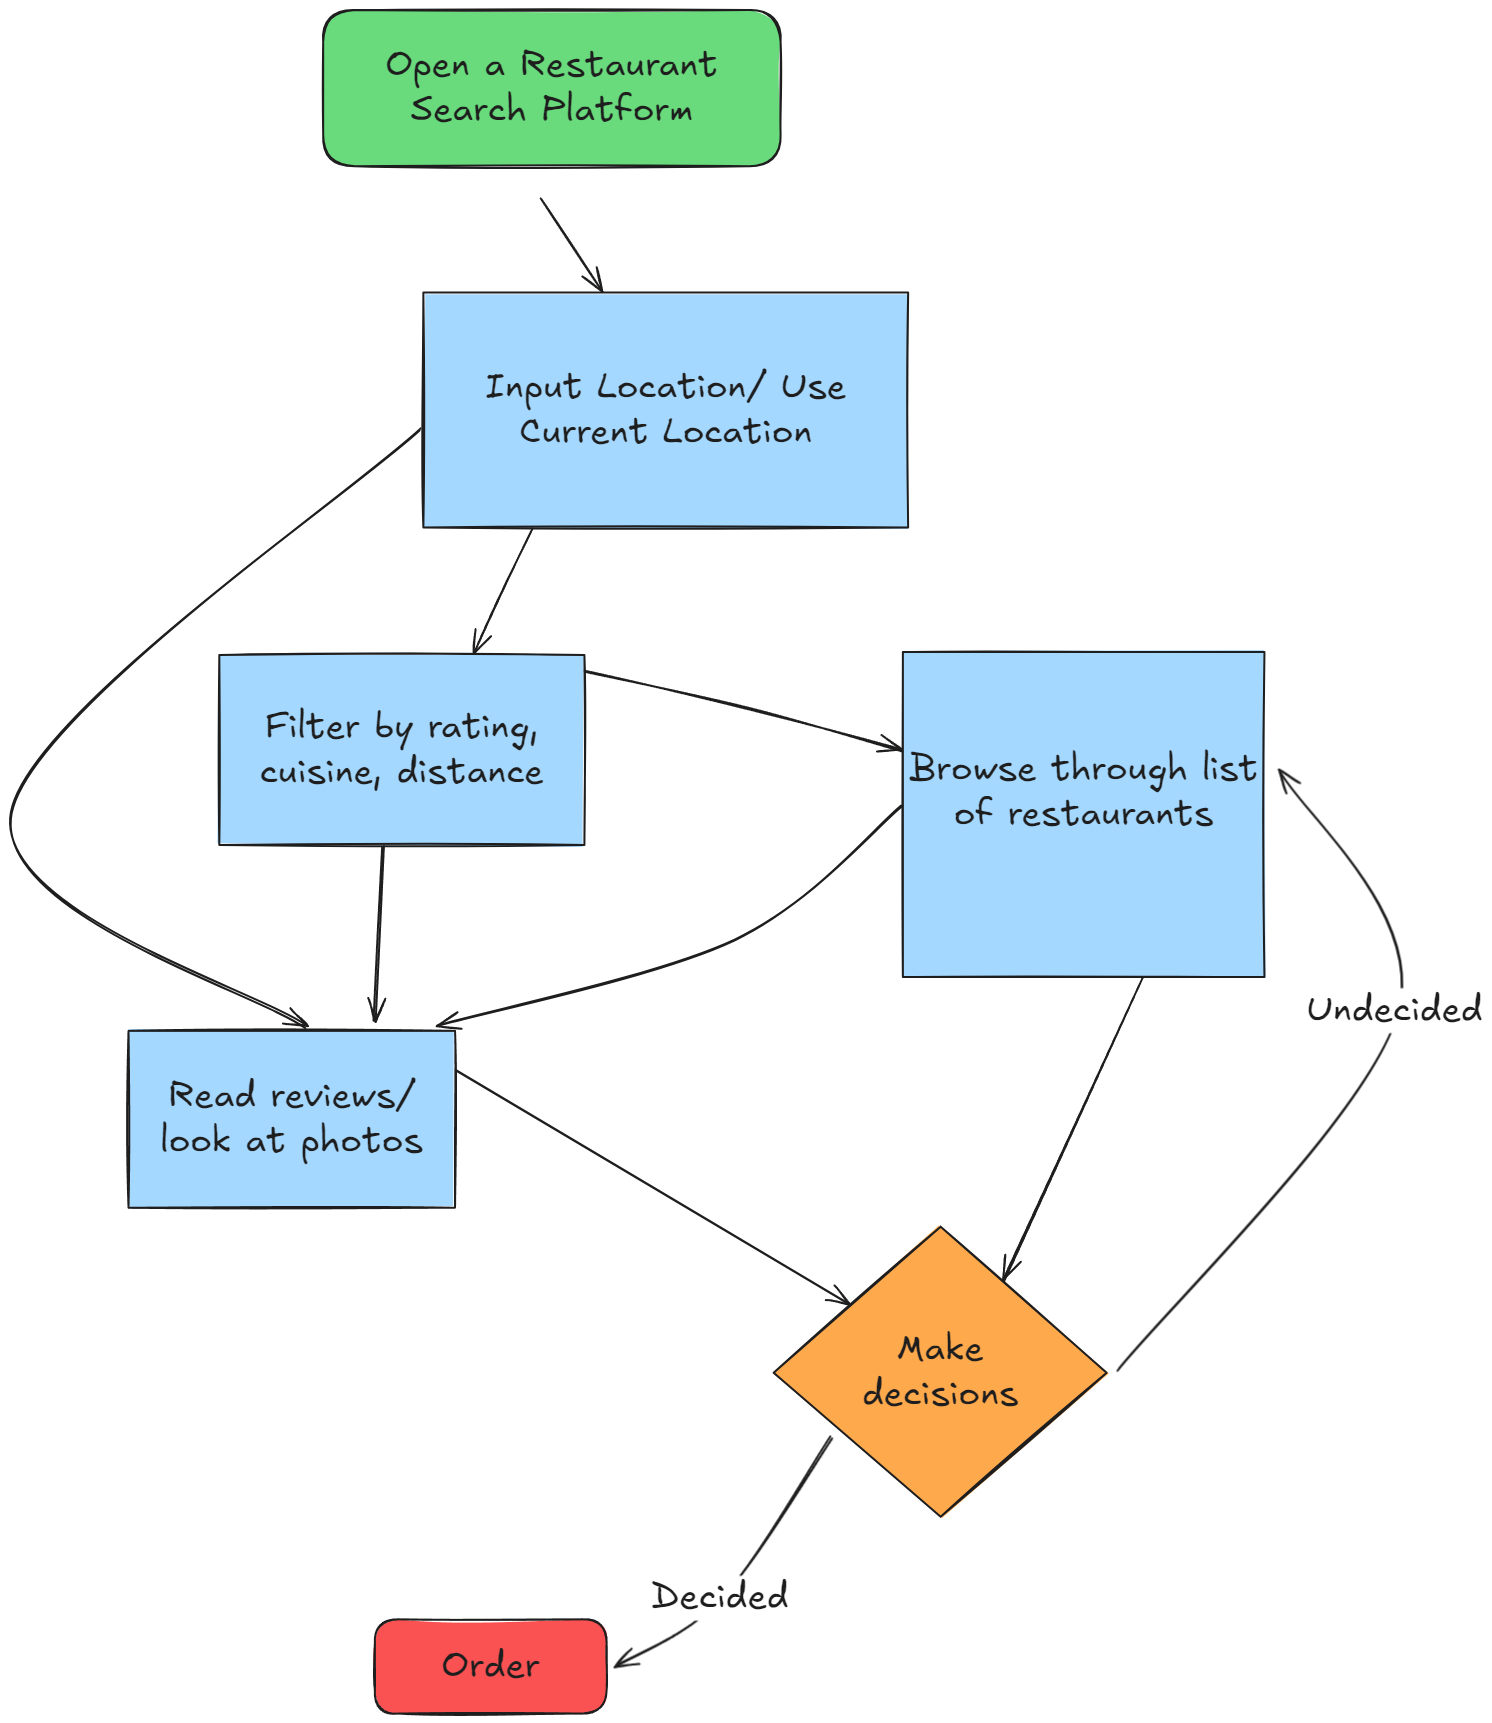 Open a Restaurant
Search Platform
Input Location/ Use
Current Location
Filter by rating,
cuisine, distance
Browse through list
of restaurants
Undecided
Read reviews/
look at photos
Make
decisions
Decided
Order